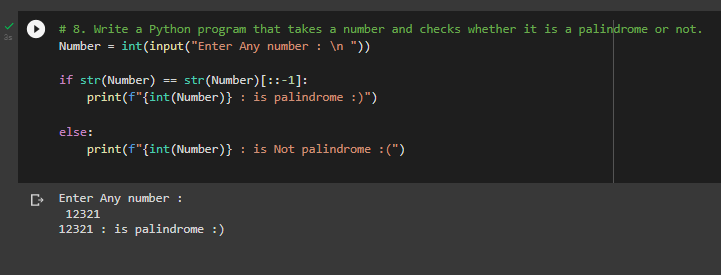 # 8. Write a Python program that takes a number and checks whether it is a palindrome or not.
Number = int(input("Enter Any number : \n "))
if str(Number) == str(Number)[::-1]:
print(f"{int(Number)} : is palindrome :)")
else:
print(f"{int(Number)} : is Not palindrome :(")
3s
Enter Any number :
12321
12321 : is palindrome :)